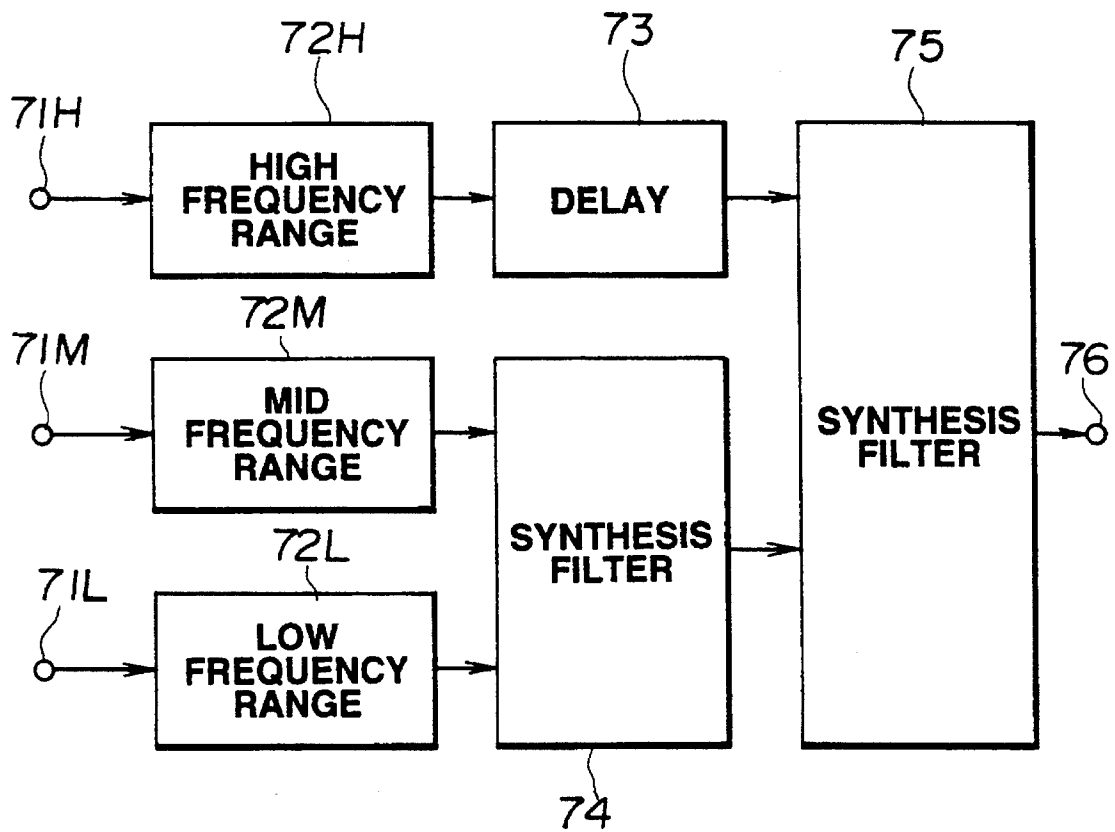 72H
73
75
71H
HIGH
FREQUENCY
RANGE
DELAY
72M
71M
MID
FREQUENCY
RANGE
76
SYNTHESIS
FILTER
SYNTHESIS
FILTER
72L
71L
LOW
FREQUENCY
RANGE
74